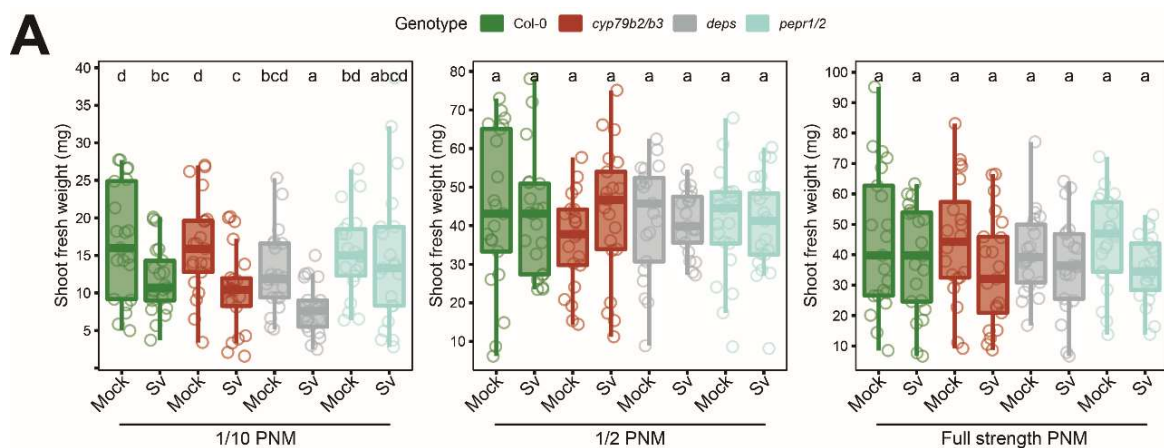 A
Genotype Col-0 cyp79b2/b3 deps pepr1/2
Shoot fresh weight (mg)
40
35
30
25
20
15
10
5
d bc d c bcd a bd abcd
Mock Sv Mock Sv Mock Sv Mock Sv
1/10 PNM
Shoot fresh weight (mg)
80
70
60
50
40
30
20
10
a a a a a a a a
Mock Sv Mock Sv Mock Sv Mock Sv
1/2 PNM
Shoot fresh weight (mg)
100
90
80
70
60
50
40
30
20
10
a a a a a a a a
Mock Sv Mock Sv Mock Sv Mock Sv
Full strength PNM